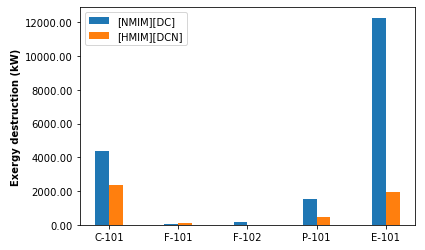 [NMIM][DC]
[HMIM][DCN]
Exergy destruction (kW)
12000.00
10000.00
8000.00
6000.00
4000.00
2000.00
0.00
C-101 F-101 F-102 P-101 E-101